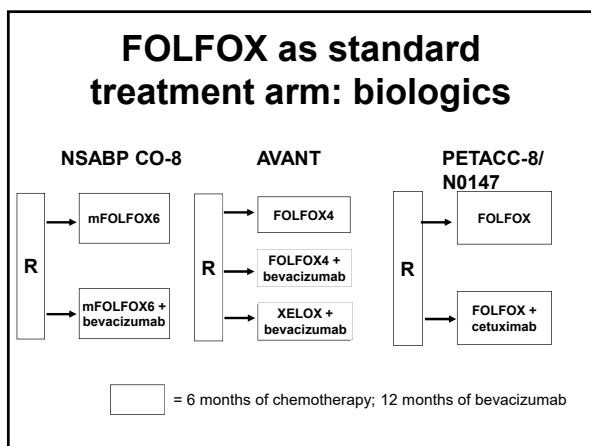 FOLFOX as standard
treatment arm: biologics
NSABP CO-8
R
mFOLFOX6
mFOLFOX6 +
bevacizumab
AVANT
R
FOLFOX4
FOLFOX4 +
bevacizumab
XELOX +
bevacizumab
PETACC-8/
N0147
R
FOLFOX
FOLFOX +
cetuximab
= 6 months of chemotherapy; 12 months of bevacizumab